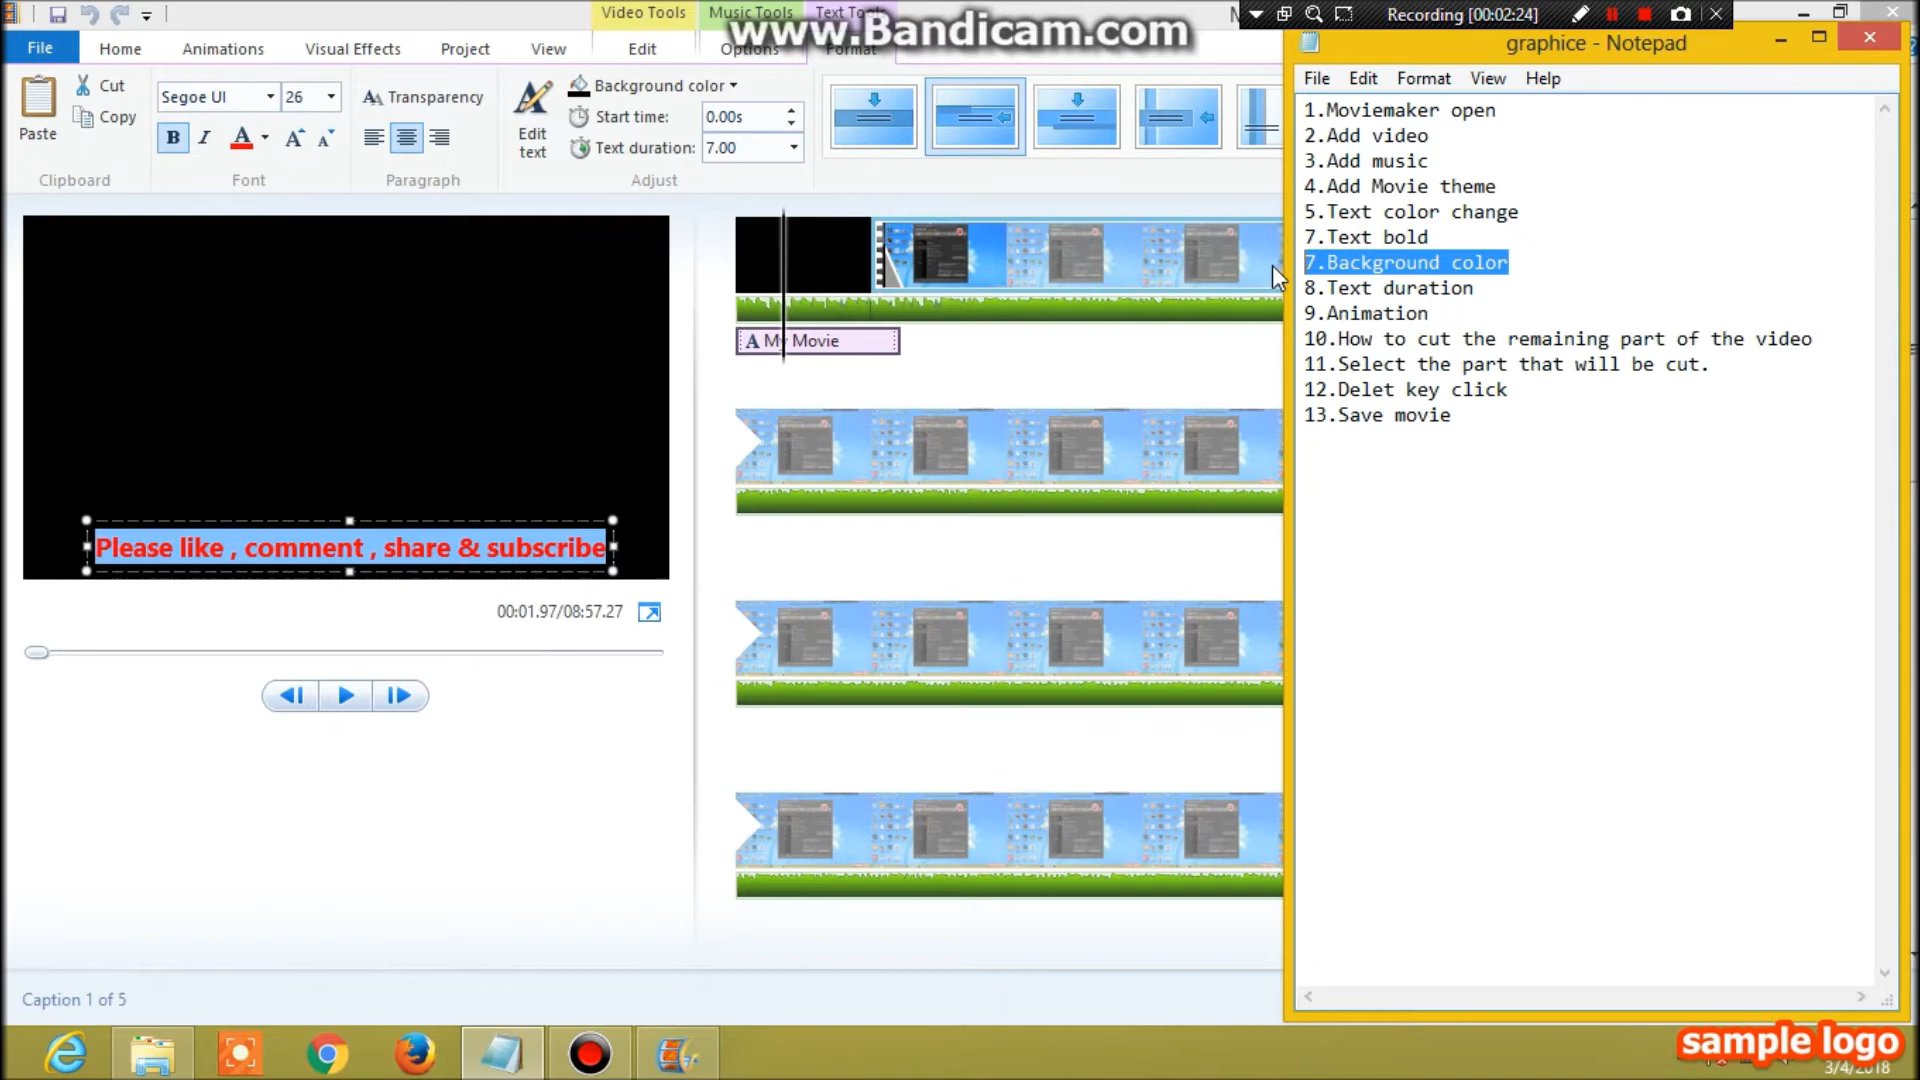 Video Tools
Music Tools
www.Bandicam.com
Recording [00:02:24]
File
Home
Animations
Visual Effects
Project
View
Edit
Options
Format
Cut
Copy
Paste
Clipboard
Segoe UI
26
B
I
A
A
A
Font
Transparency
Paragraph
Edit
text
Background color
Start time:
0.00s
Text duration:
7.00
Adjust
graphice - Notepad
File
Edit
Format
View
Help
1.Moviemaker open
2.Add video
3.Add music
4.Add Movie theme
5.Text color change
7.Text bold
7.Background color
8.Text duration
9.Animation
10.How to cut the remaining part of the video
11.Select the part that will be cut.
12.Delet key click
13.Save movie
A My Movie
Please like , comment , share & subscribe
00:01.97/08:57.27
Caption 1 of 5
sample logo
3/4/2018